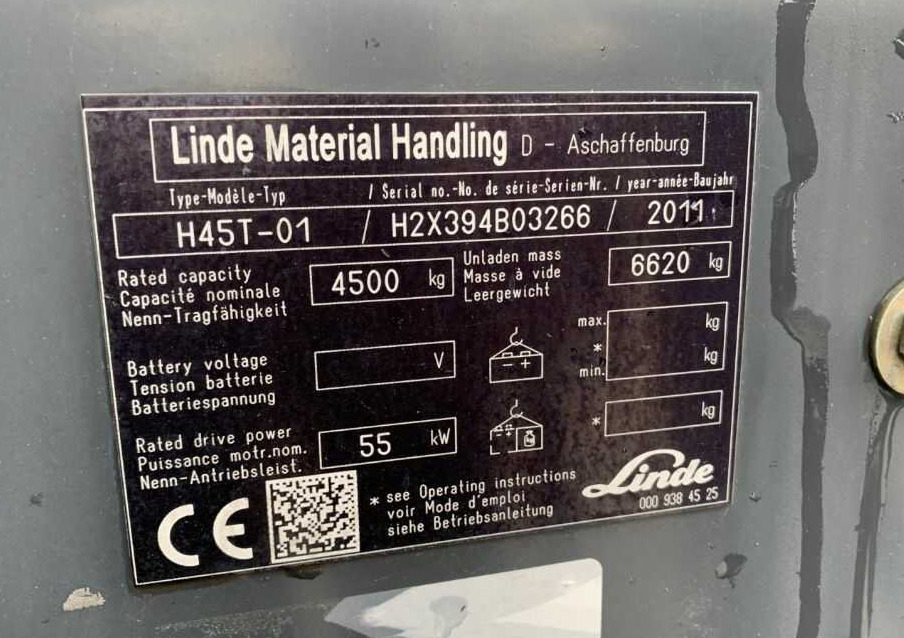 Linde Material Handling D - Aschaffenburg
Type-Modèle-Typ / Serial no.-No. de série-Serien-Nr. / year-année-Baujahr
H45T-01 / H2X394B03266 / 2011
Rated capacity
Capacité nominale
Nenn-Tragfähigkeit
4500 kg
Unladen mass
Masse à vide
Leergewicht
6620 kg
Battery voltage
Tension batterie
Batteriespannung
V
- +
max. kg
*
min. kg
Rated drive power
Puissance motr.nom.
Nenn-Antriebsleist.
55 kW
- +
kg
* kg
CE
* see Operating instructions
voir Mode d'emploi
siehe Betriebsanleitung
Linde
000 938 45 25